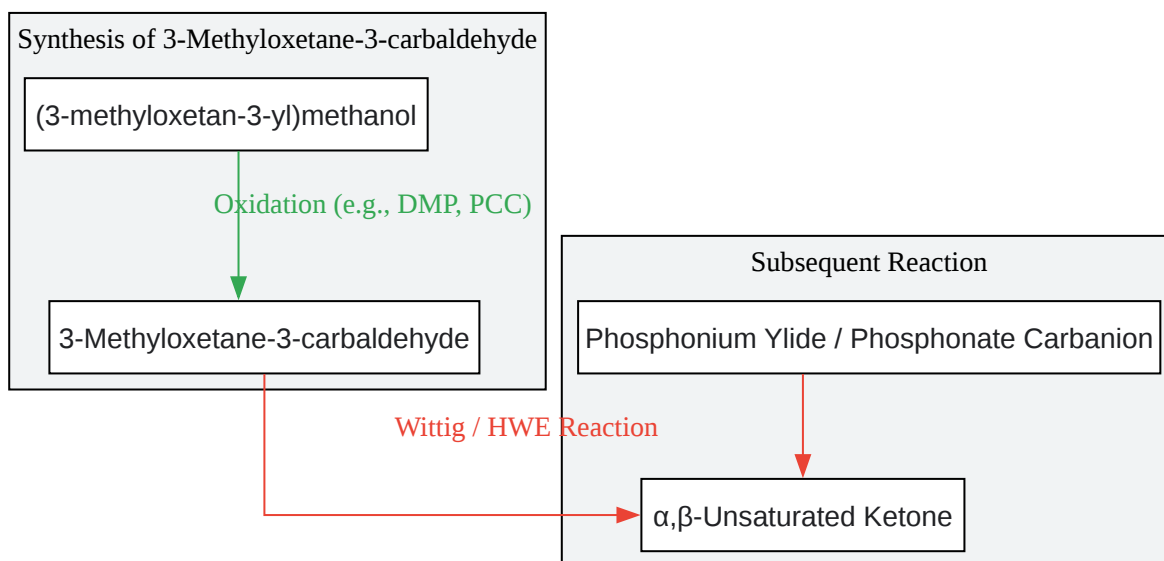 Synthesis of 3-Methyloxetane-3-carbaldehyde
(3-methyloxetan-3-yl)methanol
Oxidation (e.g., DMP, PCC)
3-Methyloxetane-3-carbaldehyde
Subsequent Reaction
Phosphonium Ylide / Phosphonate Carbanion
Wittig / HWE Reaction
α,β-Unsaturated Ketone